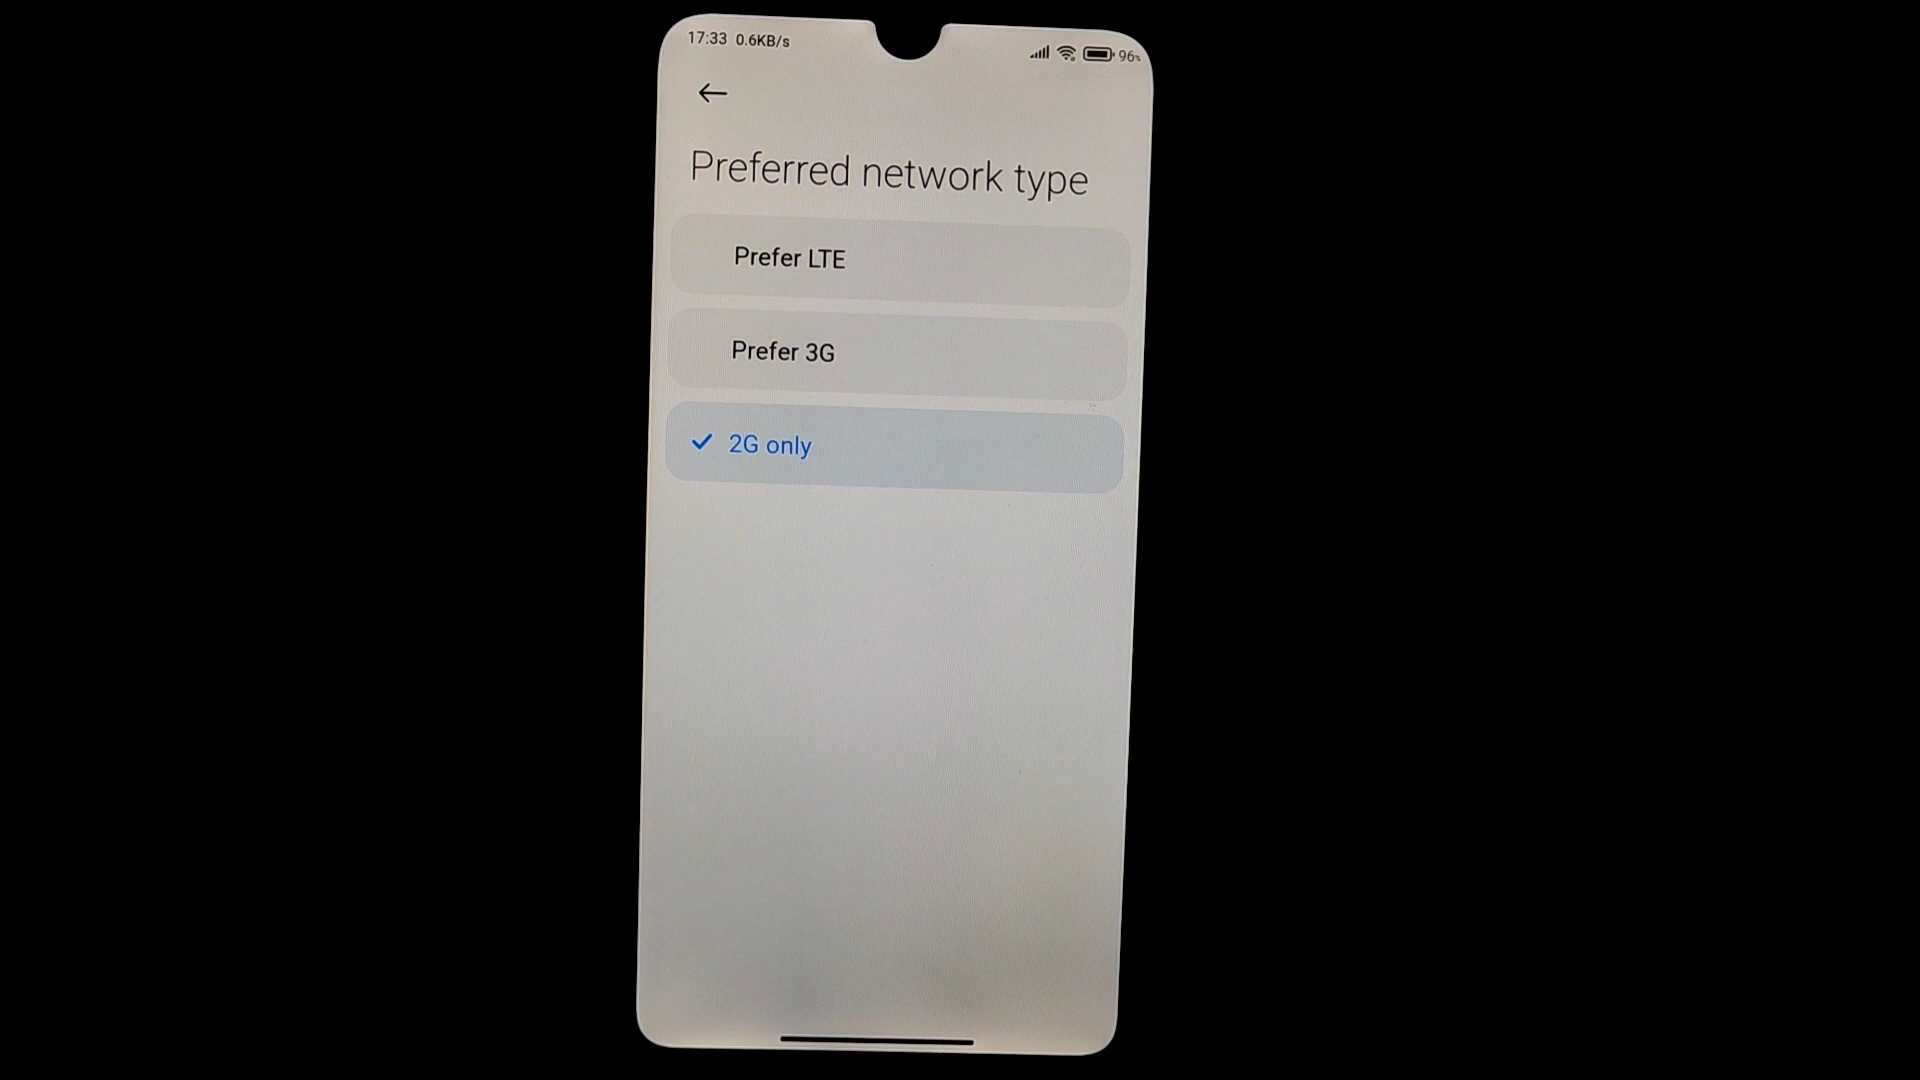 17:33 0.6KB/s 96%
Preferred network type
Prefer LTE
Prefer 3G
2G only